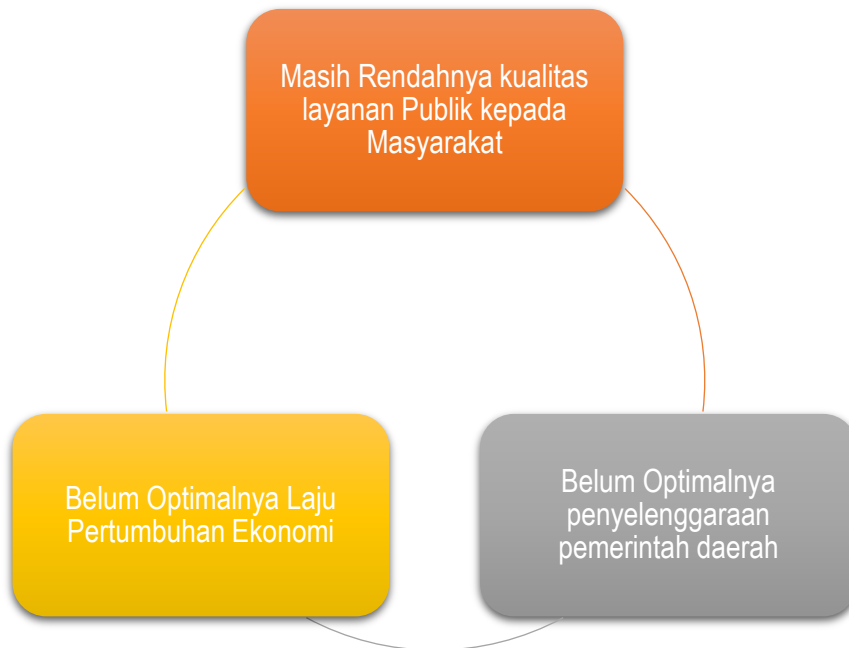 Masih Rendahnya kualitas
layanan Publik kepada
Masyarakat
Belum Optimalnya Laju
Pertumbuhan Ekonomi
Belum Optimalnya
penyelenggaraan
pemerintah daerah